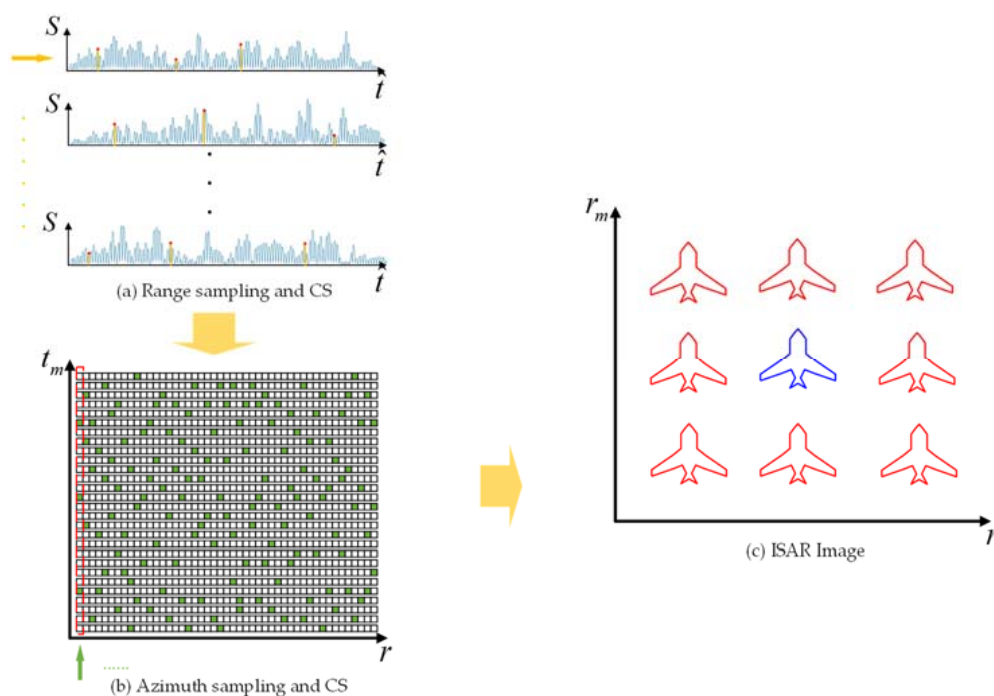 S
t̂
S
t̂
S
t̂
(a) Range sampling and CS
t_m
r
......
(b) Azimuth sampling and CS
r_m
r
(c) ISAR Image